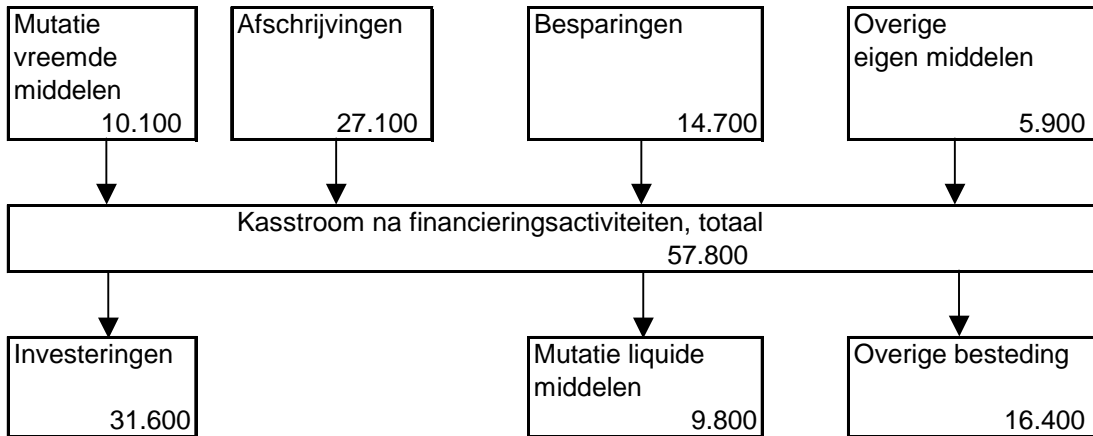 Mutatie
vreemde
middelen
10.100
Afschrijvingen
27.100
Besparingen
14.700
Overige
eigen middelen
5.900
Kasstroom na financieringsactiviteiten, totaal
57.800
Investeringen
31.600
Mutatie liquide
middelen
9.800
Overige besteding
16.400